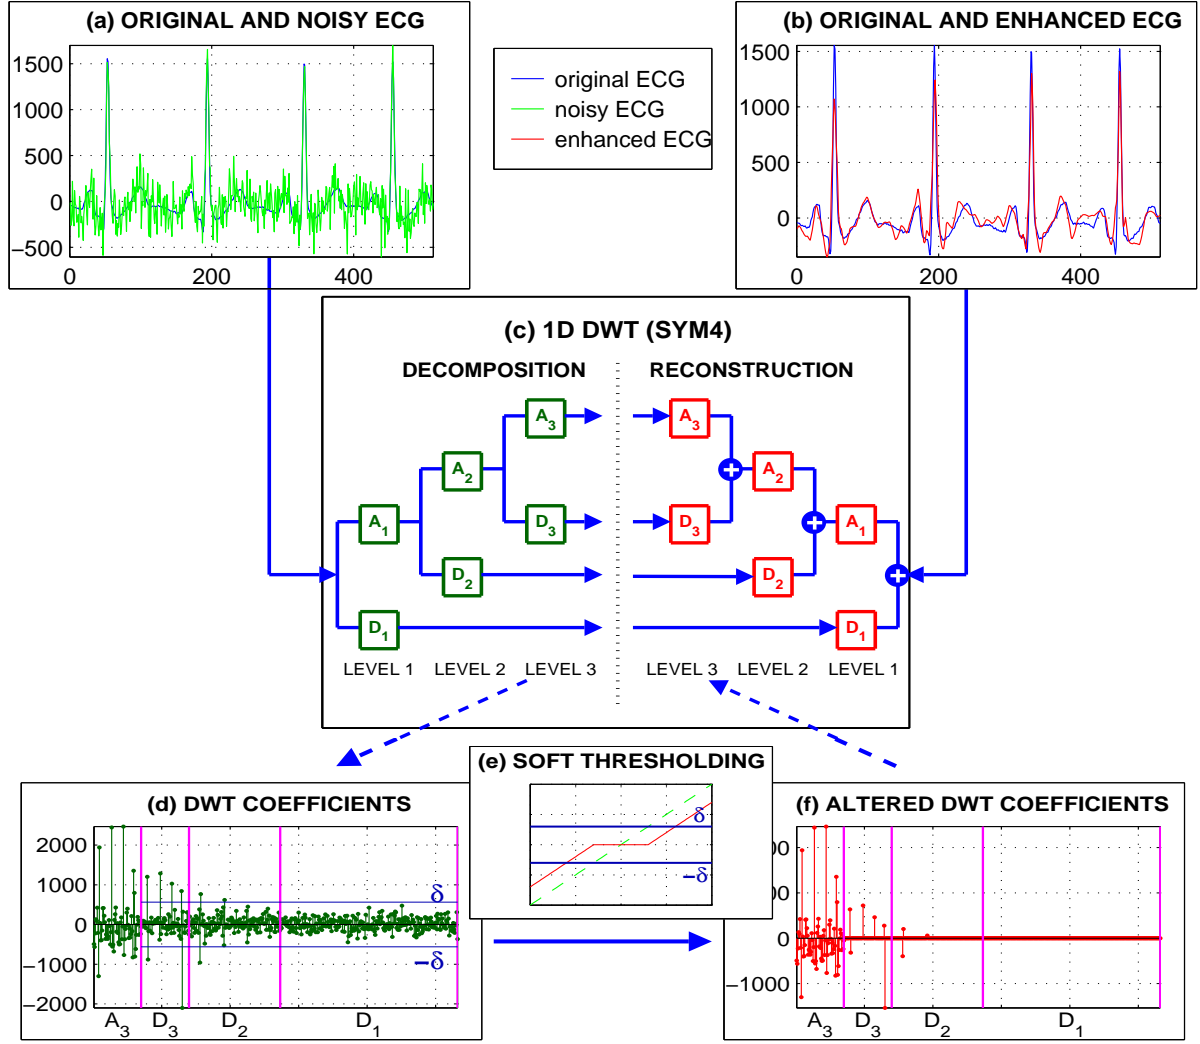 (a) ORIGINAL AND NOISY ECG
1500
1000
500
0
−500
0
200
400
original ECG
noisy ECG
enhanced ECG
(b) ORIGINAL AND ENHANCED ECG
1500
1000
500
0
0
200
400
(c) 1D DWT (SYM4)
DECOMPOSITION
RECONSTRUCTION
A3
A3
A2
A2
A1
D3
D3
A1
D2
D2
D1
D1
LEVEL 1
LEVEL 2
LEVEL 3
LEVEL 3
LEVEL 2
LEVEL 1
(d) DWT COEFFICIENTS
2000
1000
0
−1000
−2000
δ
−δ
A3
D3
D2
D1
(e) SOFT THRESHOLDING
δ
−δ
(f) ALTERED DWT COEFFICIENTS
0
−1000
A3
D3
D2
D1